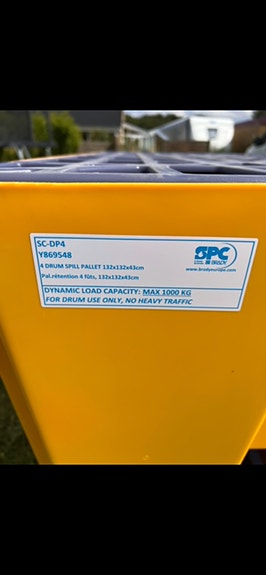 SC-DP4
Y869548
4 DRUM SPILL PALLET 132x132x43cm
Pal.rétention 4 fûts, 132x132x43cm
SPC
BRADY
www.bradyeurope.com
DYNAMIC LOAD CAPACITY: MAX 1000 KG
FOR DRUM USE ONLY, NO HEAVY TRAFFIC